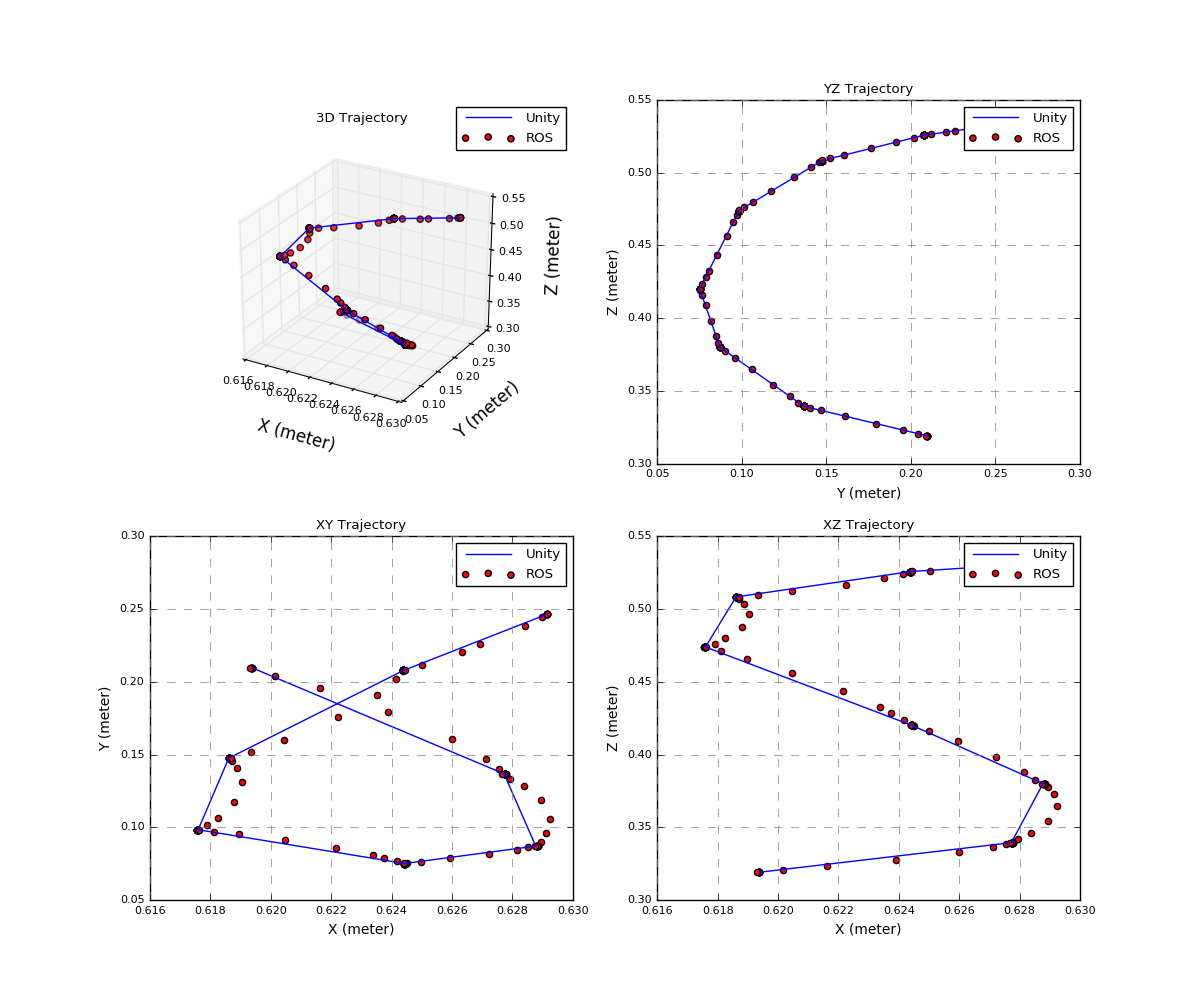 3D Trajectory
Unity
ROS
0.55
0.50
0.45
0.40
0.35
0.30
Z (meter)
0.616
0.618
0.620
0.622
0.624
0.626
0.628
0.630
X (meter)
0.05
0.10
0.15
0.20
0.25
0.30
Y (meter)
YZ Trajectory
Unity
ROS
0.55
0.50
0.45
0.40
0.35
0.30
Z (meter)
0.05 0.10 0.15 0.20 0.25 0.30
Y (meter)
XY Trajectory
Unity
ROS
0.30
0.25
0.20
0.15
0.10
0.05
Y (meter)
0.616 0.618 0.620 0.622 0.624 0.626 0.628 0.630
X (meter)
XZ Trajectory
Unity
ROS
0.55
0.50
0.45
0.40
0.35
0.30
Z (meter)
0.616 0.618 0.620 0.622 0.624 0.626 0.628 0.630
X (meter)